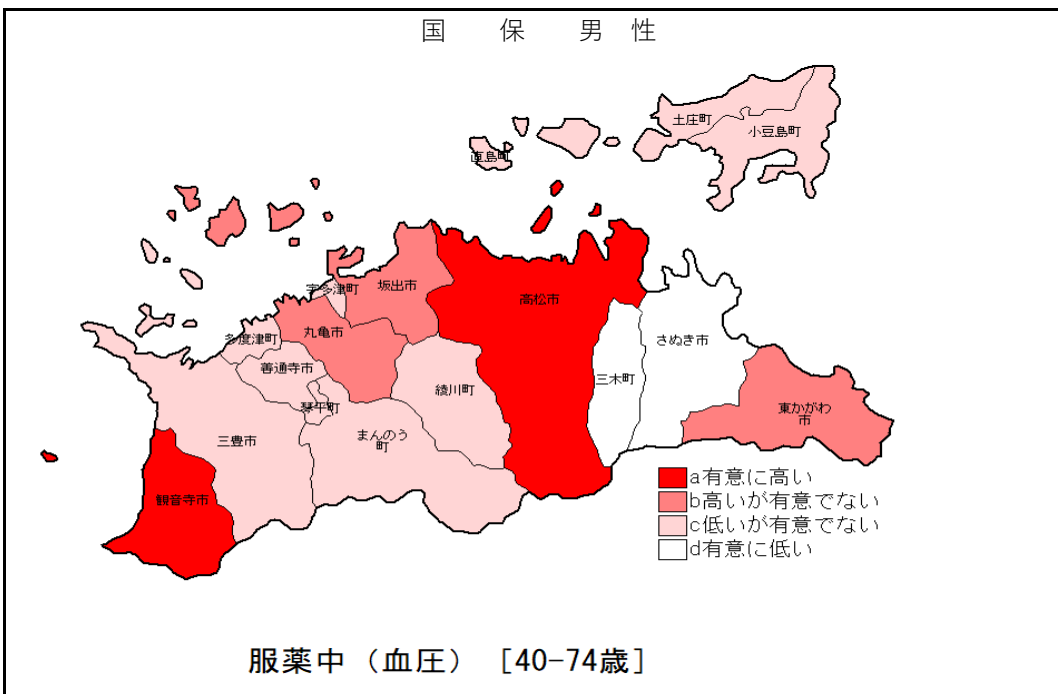 国 保 男 性
土庄町
小豆島町
直島町
宇多津町
坂出市
高松市
丸亀市
多度津町
さぬき市
善通寺市
三木町
綾川町
琴平町
東かがわ
市
まんのう
町
三豊市
観音寺市
a有意に高い
b高いが有意でない
c低いが有意でない
d有意に低い
服薬中（血圧）［40-74歳］